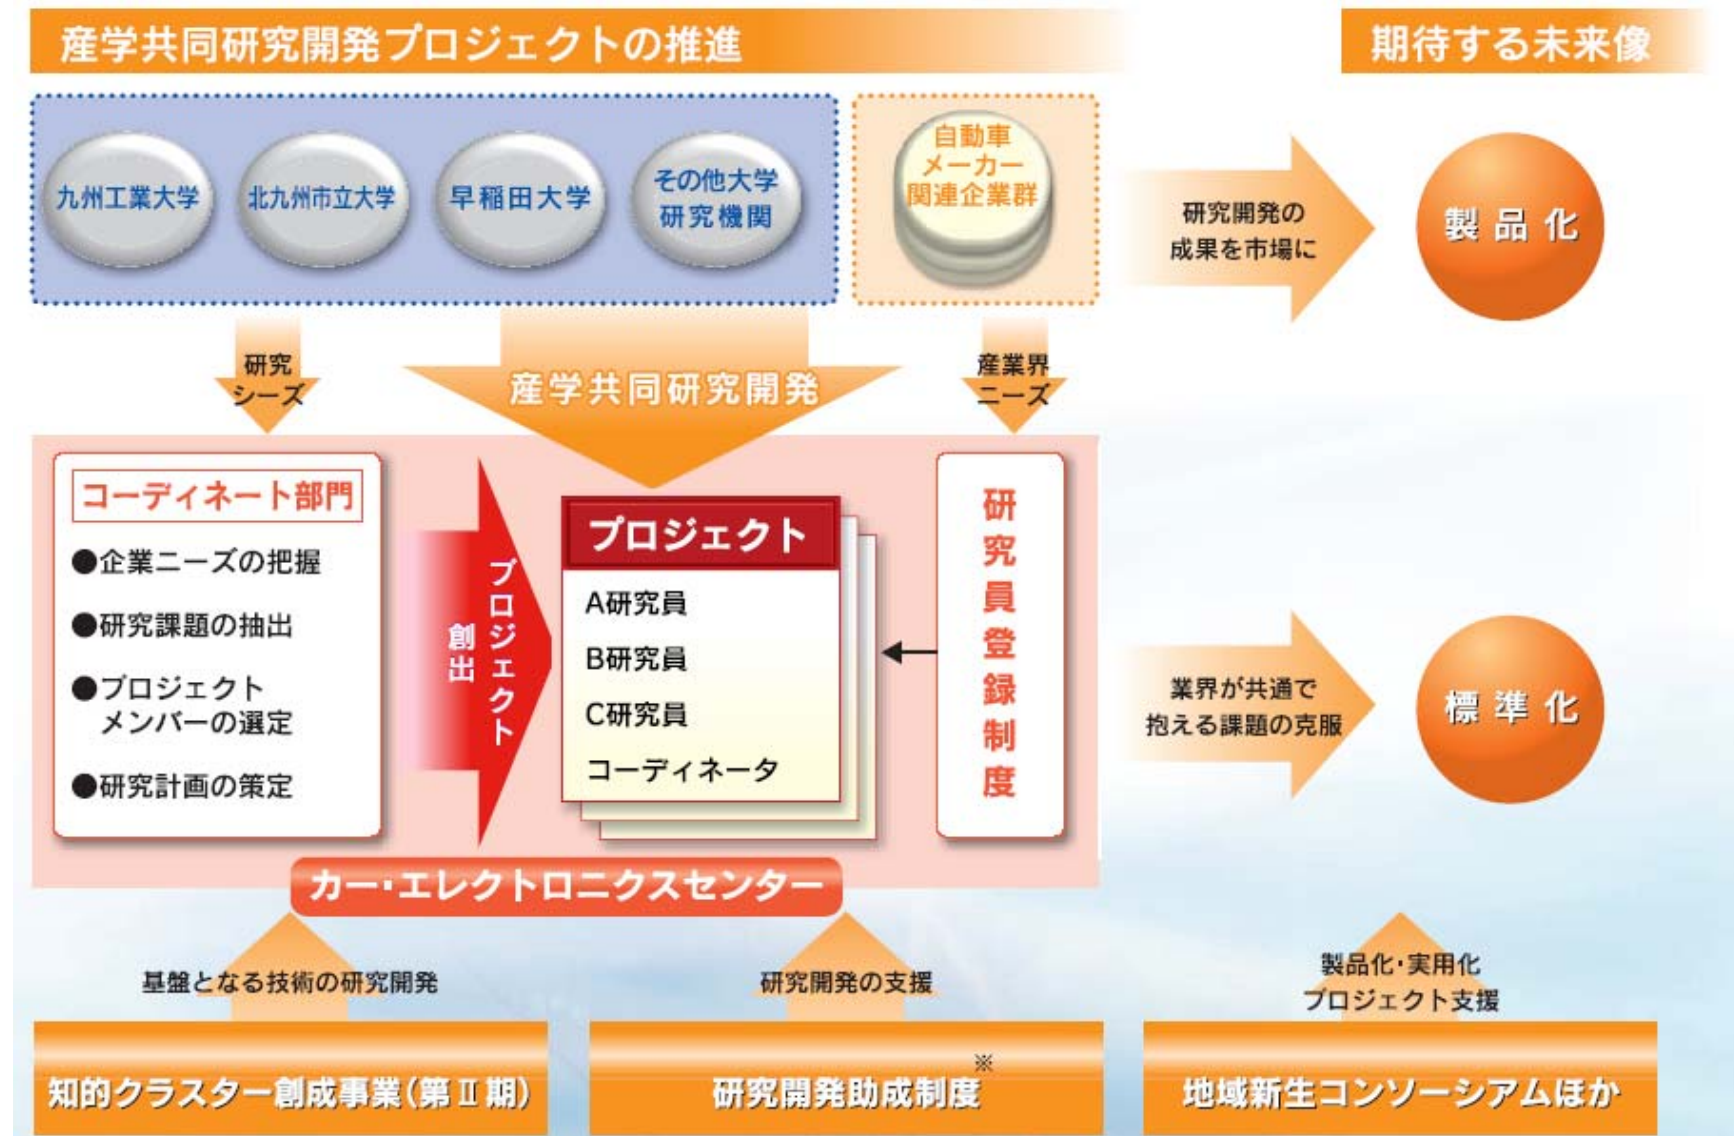 産学共同研究開発プロジェクトの推進
期待する未来像
九州工業大学
北九州市立大学
早稲田大学
その他大学
研究機関
自動車
メーカー
関連企業群
研究開発の
成果を市場に
製品化
研究
シーズ
産学共同研究開発
産業界
ニーズ
コーディネート部門
●企業ニーズの把握
●研究課題の抽出
●プロジェクト
メンバーの選定
●研究計画の策定
プロジェクト
創出
プロジェクト
A研究員
B研究員
C研究員
コーディネータ
研究員登録制度
業界が共通で
抱える課題の克服
標準化
カー・エレクトロニクスセンター
基盤となる技術の研究開発
研究開発の支援
製品化・実用化
プロジェクト支援
知的クラスター創成事業(第Ⅱ期)
研究開発助成制度※
地域新生コンソーシアムほか